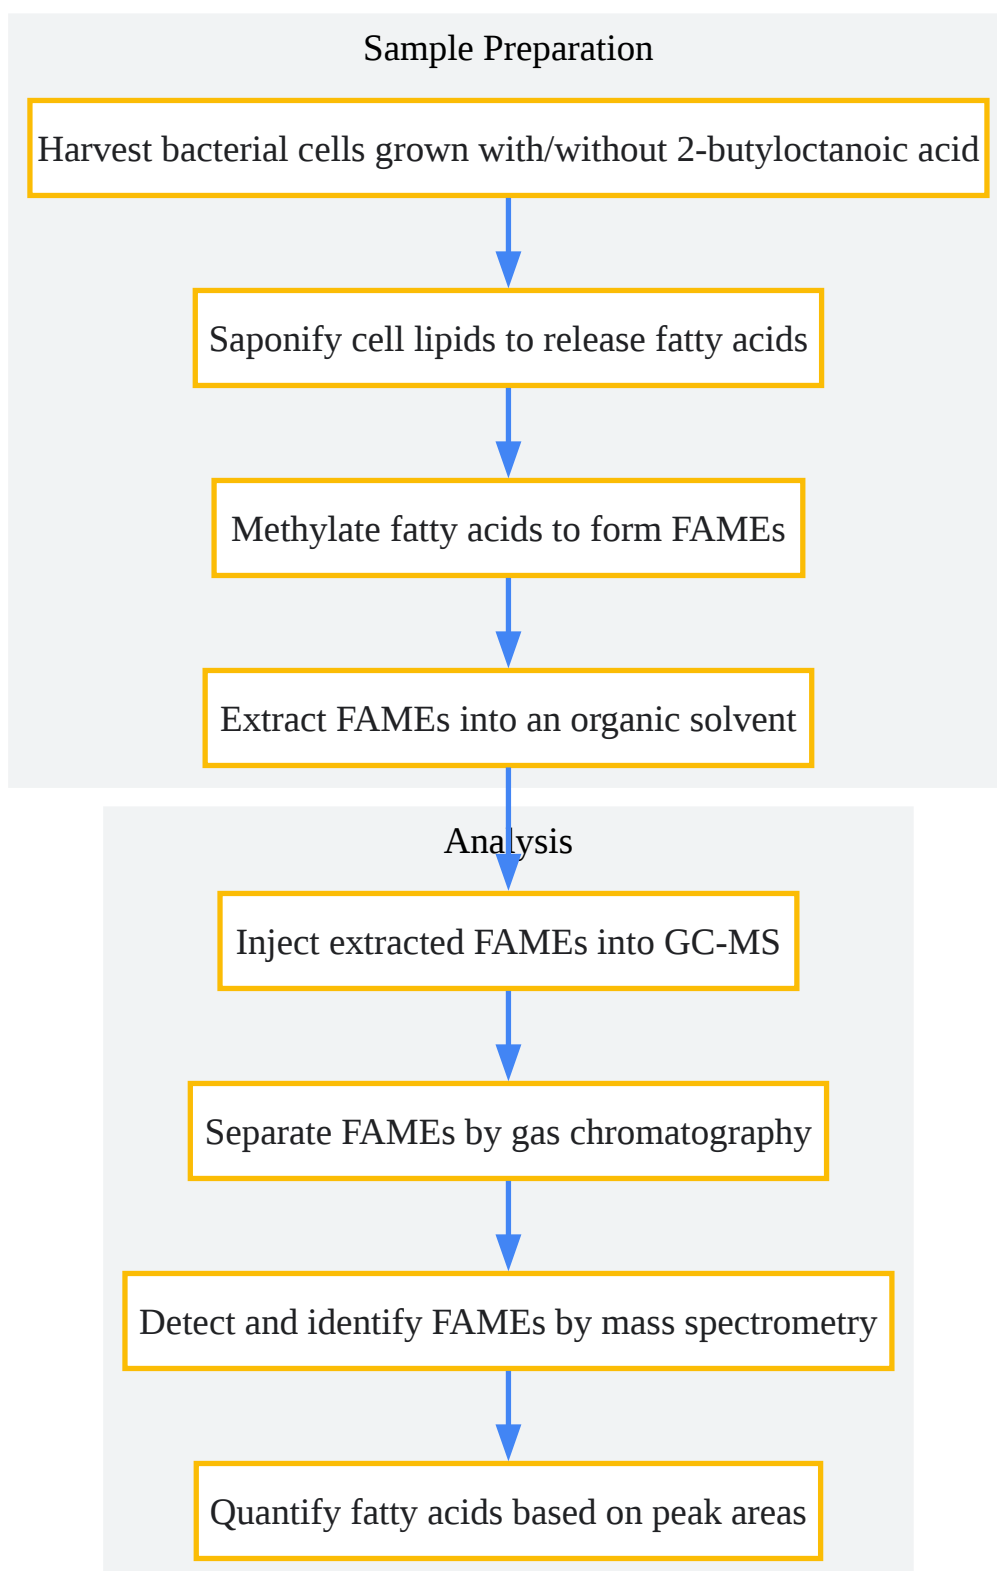 Sample Preparation
Harvest bacterial cells grown with/without 2-butyloctanoic acid
Saponify cell lipids to release fatty acids
Methylate fatty acids to form FAMEs
Extract FAMEs into an organic solvent
Analysis
Inject extracted FAMEs into GC-MS
Separate FAMEs by gas chromatography
Detect and identify FAMEs by mass spectrometry
Quantify fatty acids based on peak areas